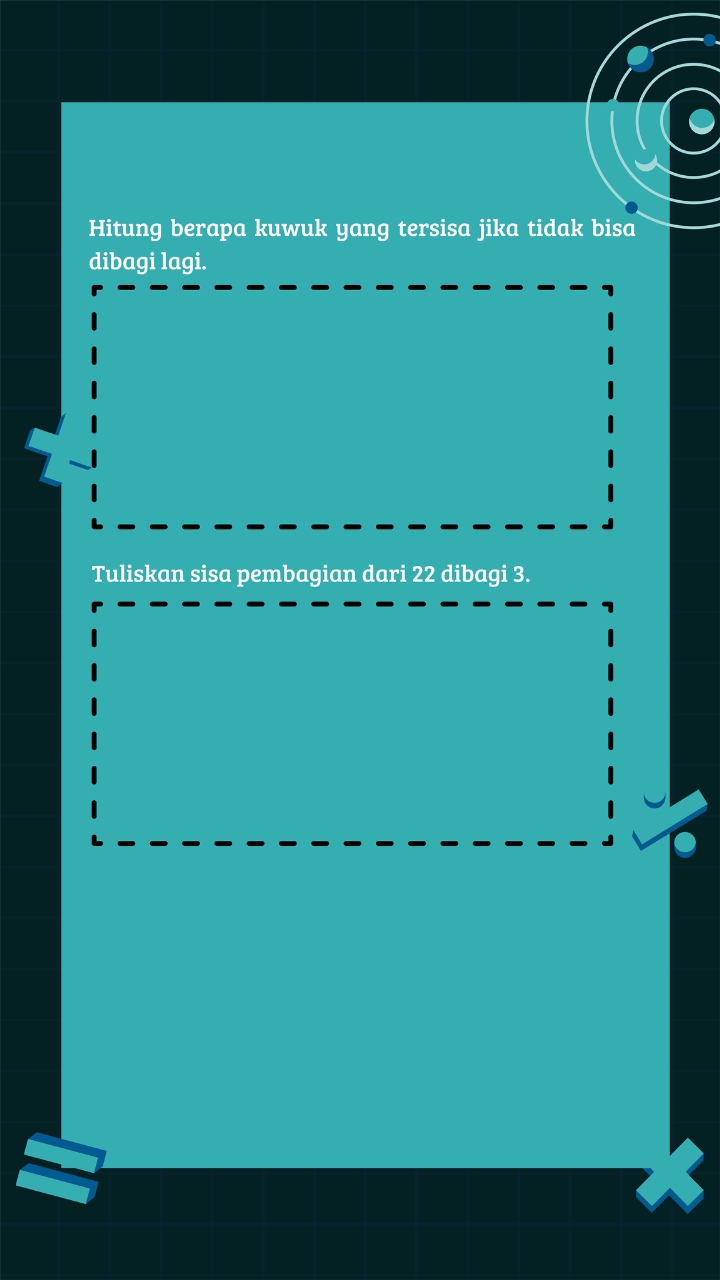 Hitung berapa kuwuk yang tersisa jika tidak bisa
dibagi lagi.
Tuliskan sisa pembagian dari 22 dibagi 3.